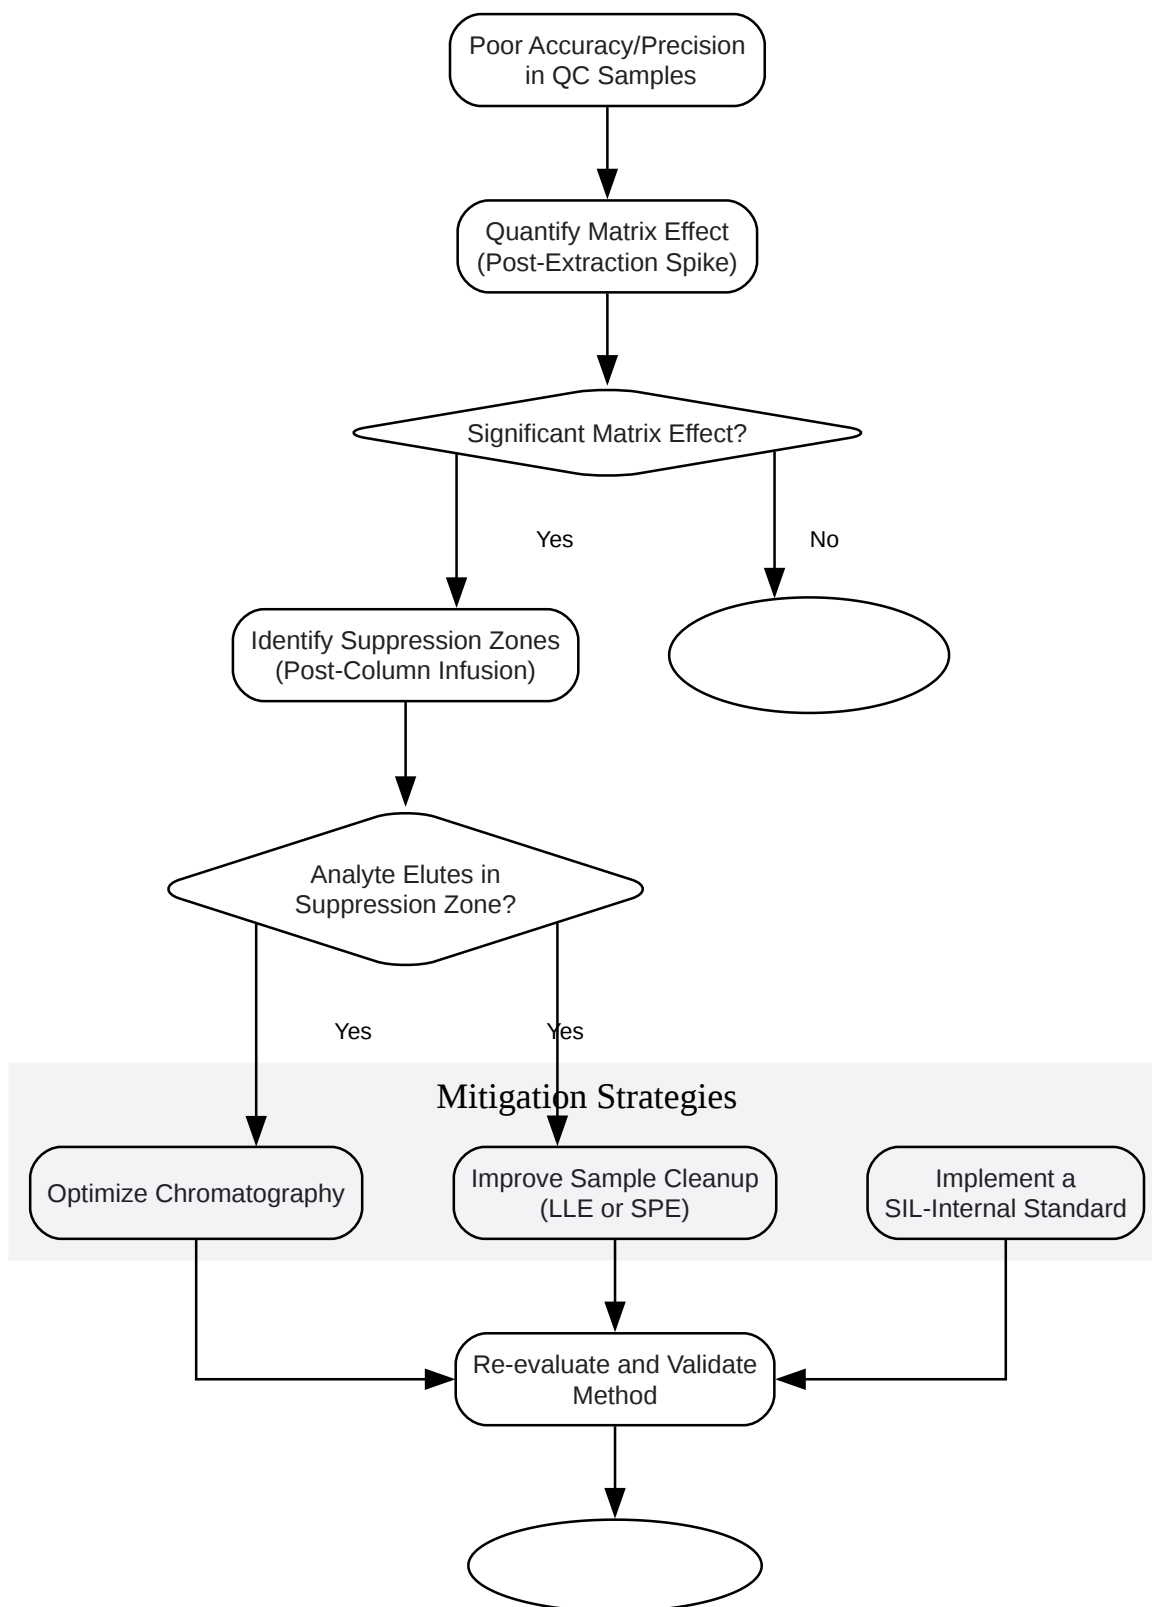 Poor Accuracy/Precision
in QC Samples
Quantify Matrix Effect
(Post-Extraction Spike)
Significant Matrix Effect?
Yes
No
Identify Suppression Zones
(Post-Column Infusion)
Analyte Elutes in
Suppression Zone?
Yes
Yes
Mitigation Strategies
Optimize Chromatography
Improve Sample Cleanup
(LLE or SPE)
Implement a
SIL-Internal Standard
Re-evaluate and Validate
Method